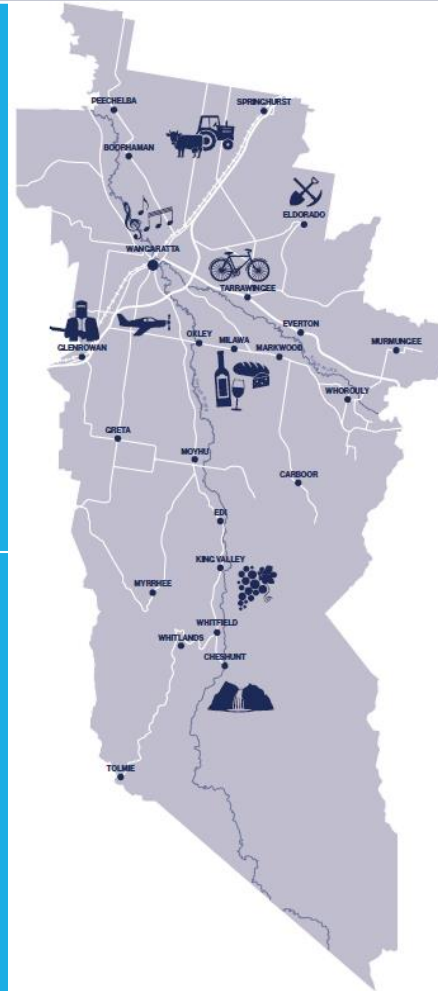 PEECHELBA
SPRINGHURST
BOORHAMAN
ELDORADO
WANGARATTA
TARRAWINGEE
EVERTON
OXLEY
MILAWA
MURMUNGEE
GLENROWAN
MARKWOOD
WHOROULY
GRETA
MOYHU
CARBOOR
EDI
KING VALLEY
MYRRHEE
WHITFIELD
WHITLANDS
CHESHUNT
TOLMIE